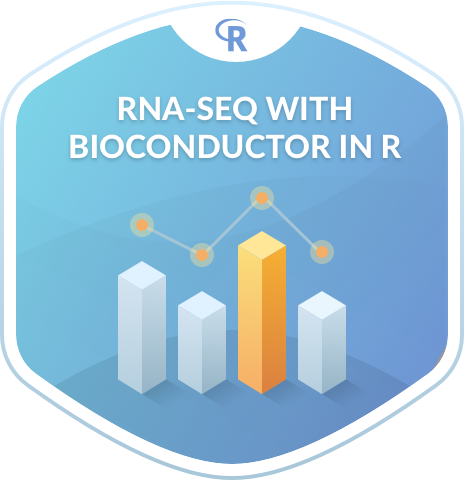 R
RNA-SEQ WITH
BIOCONDUCTOR IN R